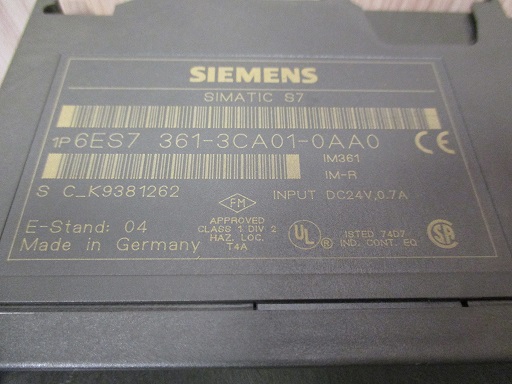 SIEMENS
SIMATIC S7
1P 6ES7 361-3CA01-0AA0
IM361
IM-R
S C_K9381262
INPUT DC24V, 0.7A
E-Stand: 04
Made in Germany
FM
APPROVED
CLASS 1 DIV 2
HAZ. LOC.
T4A
UL
®
LISTED 74D7
IND. CONT. EQ
SA
CE